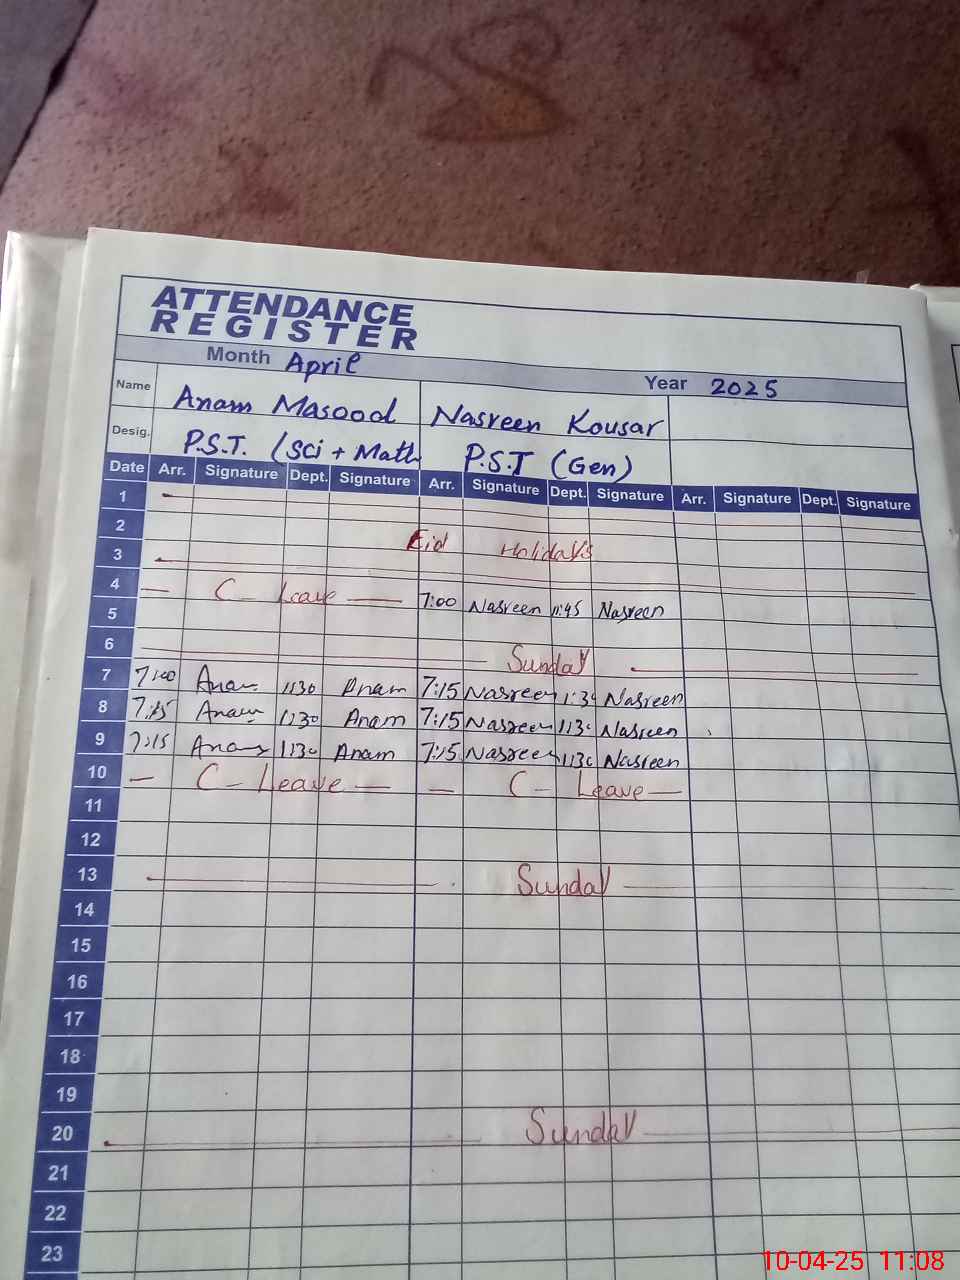 ATTENDANCE
REGISTER
Month April Year 2025
Name Anam Masood Nasreen Kousar
Desig. P.S.T. (Sci + Math P.S.T (Gen)
Date Arr. Signature Dept. Signature Arr. Signature Dept. Signature Arr. Signature Dept. Signature
1
2
3 Eid Holidays
4
5 — C - Leave — 7:00 Nasreen 11:45 Nasreen
6 Sunday
7 7:00 Anam 1130 Anam 7:15 Nasreen 1:30 Nasreen
8 7:15 Anam 1130 Anam 7:15 Nasreen 1130 Nasreen
9 7:15 Anam 1130 Anam 7:15 Nasreen 1130 Nasreen
10 — C - Leave — — C - Leave —
11
12
13 Sunday
14
15
16
17
18
19
20 Sunday
21
22
23
10-04-25 11:08